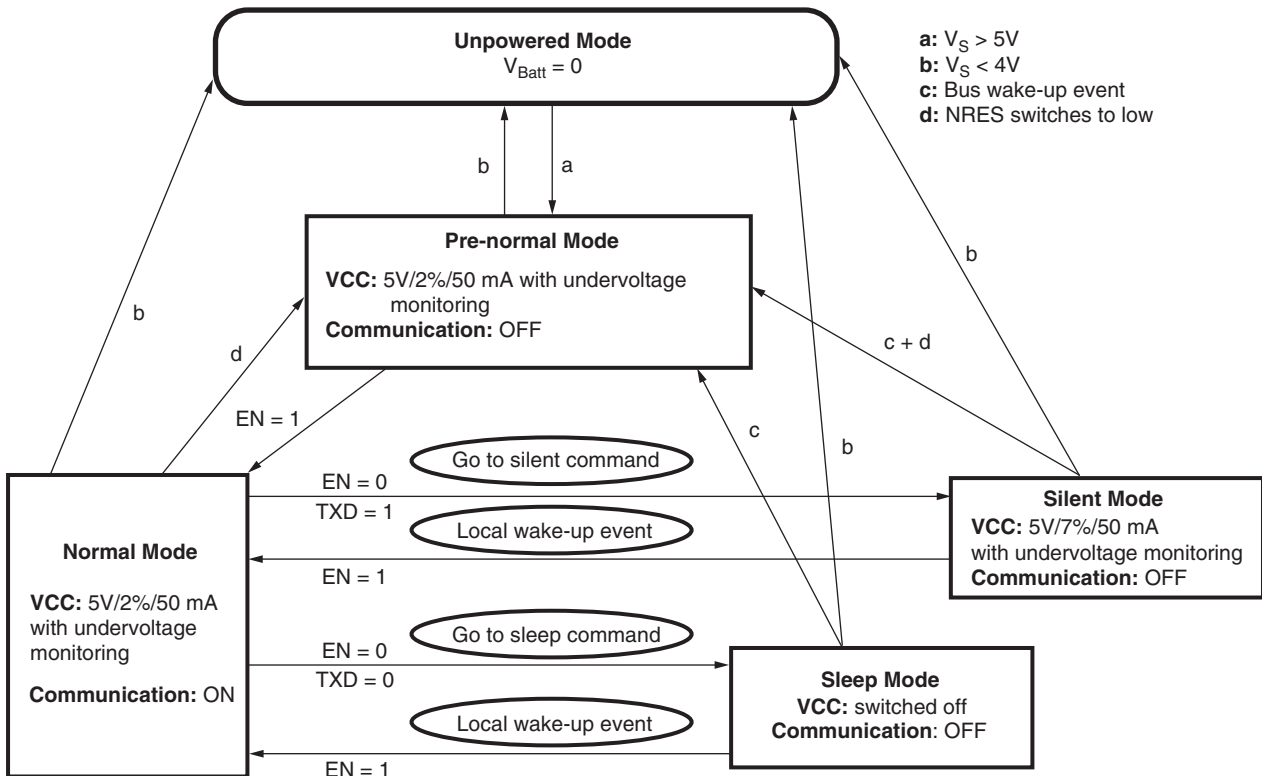 Unpowered Mode
V_Batt = 0
a: V_S > 5V
b: V_S < 4V
c: Bus wake-up event
d: NRES switches to low
b
a
b
Pre-normal Mode
VCC: 5V/2%/50 mA with undervoltage
monitoring
Communication: OFF
b
d
c + d
EN = 1
c
b
Go to silent command
EN = 0
TXD = 1
Local wake-up event
EN = 1
Silent Mode
VCC: 5V/7%/50 mA
with undervoltage monitoring
Communication: OFF
Normal Mode
VCC: 5V/2%/50 mA
with undervoltage
monitoring
Communication: ON
Go to sleep command
EN = 0
TXD = 0
Local wake-up event
EN = 1
Sleep Mode
VCC: switched off
Communication: OFF